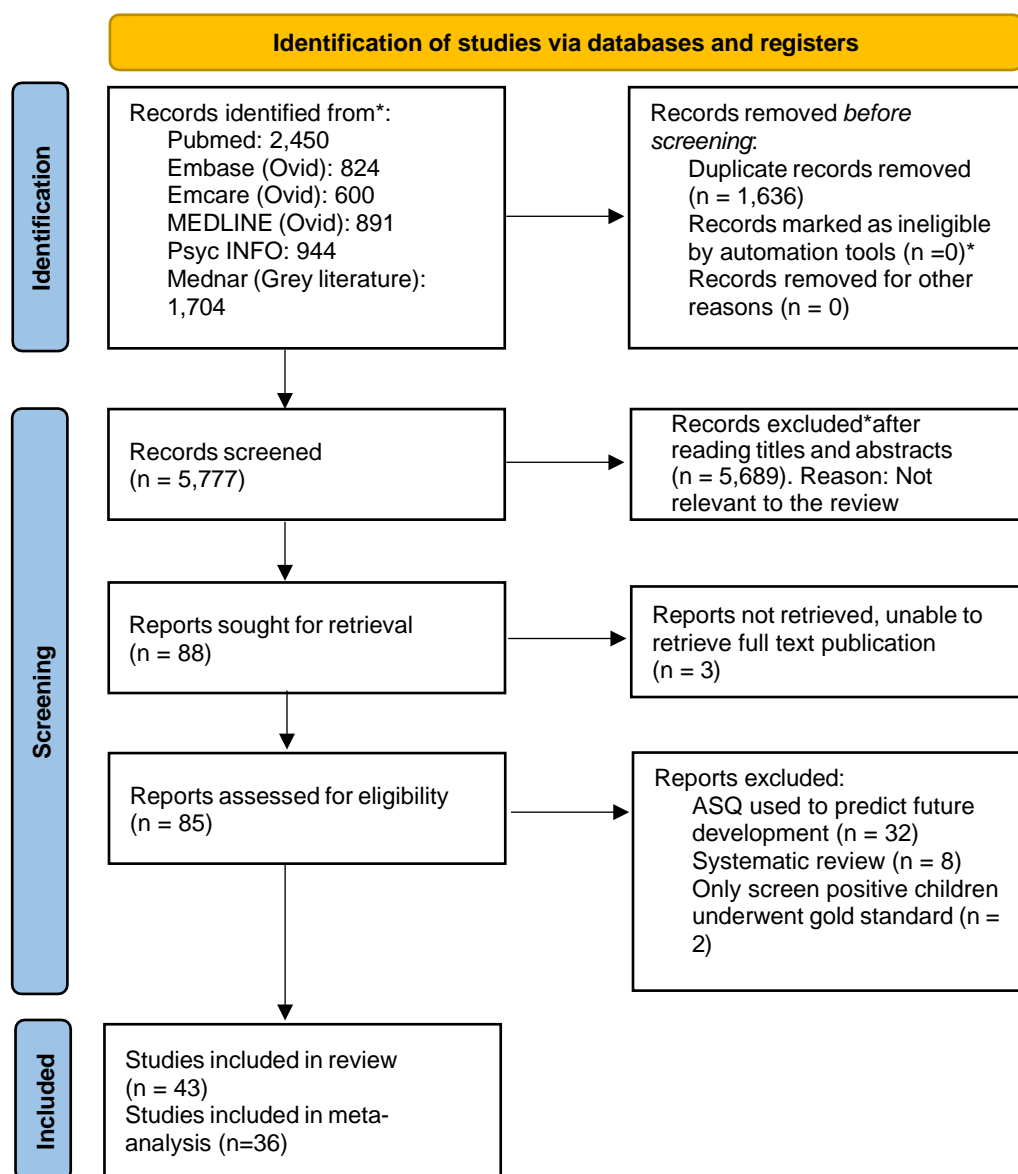 Identification of studies via databases and registers
Identification
Records identified from*:
Pubmed: 2,450
Embase (Ovid): 824
Emcare (Ovid): 600
MEDLINE (Ovid): 891
Psyc INFO: 944
Mednar (Grey literature):
1,704
Records removed before
screening:
Duplicate records removed
(n = 1,636)
Records marked as ineligible
by automation tools (n =0)*
Records removed for other
reasons (n = 0)
Screening
Records screened
(n = 5,777)
Records excluded*after
reading titles and abstracts
(n = 5,689). Reason: Not
relevant to the review
Reports sought for retrieval
(n = 88)
Reports not retrieved, unable to
retrieve full text publication
(n = 3)
Reports assessed for eligibility
(n = 85)
Reports excluded:
ASQ used to predict future
development (n = 32)
Systematic review (n = 8)
Only screen positive children
underwent gold standard (n =
2)
Included
Studies included in review
(n = 43)
Studies included in meta-
analysis (n=36)